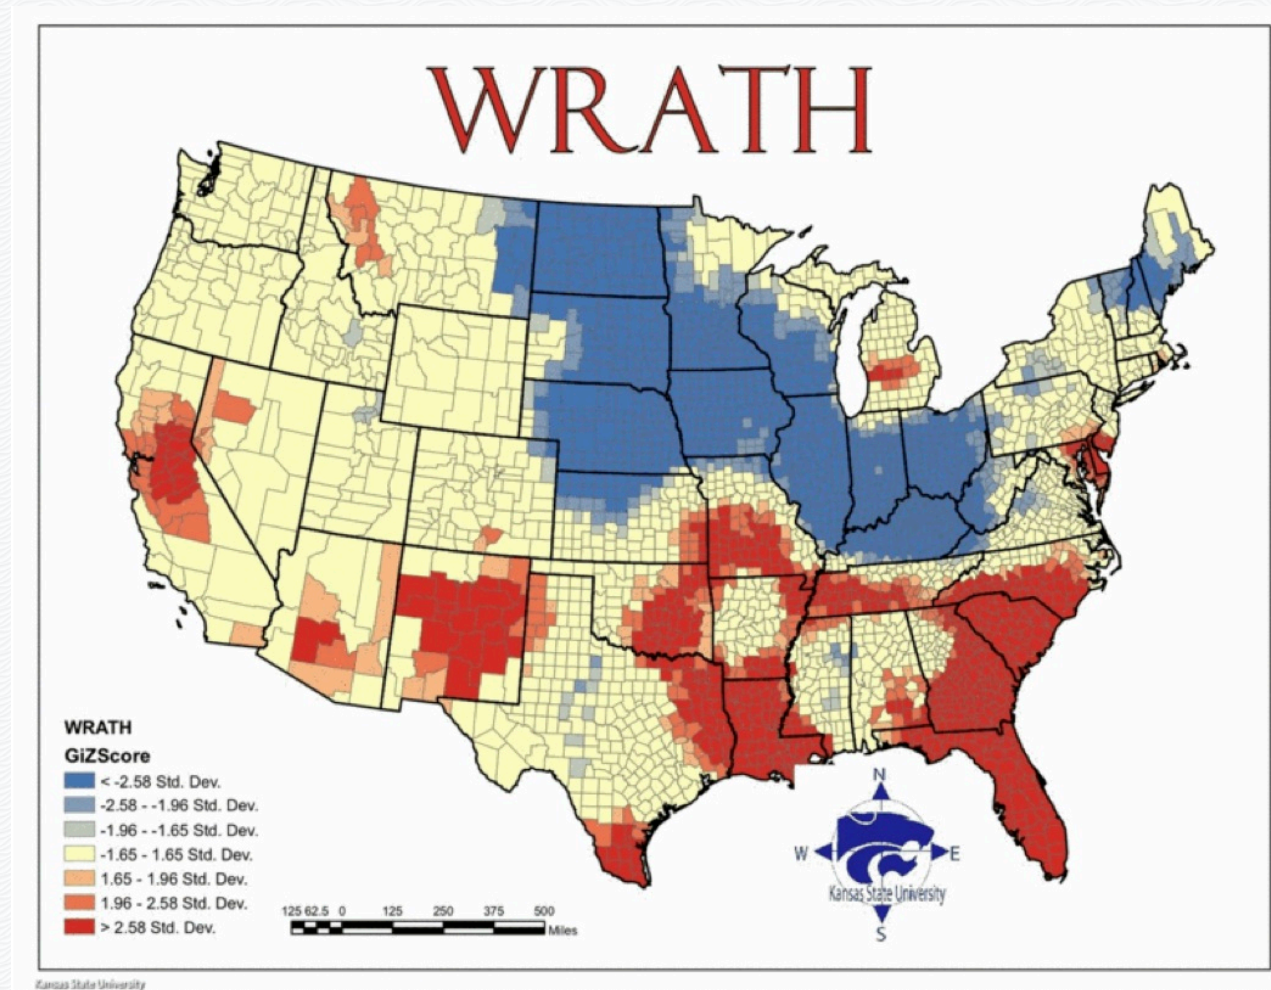 WRATH
WRATH
GiZScore
< -2.58 Std. Dev.
-2.58 - -1.96 Std. Dev.
-1.96 - -1.65 Std. Dev.
-1.65 - 1.65 Std. Dev.
1.65 - 1.96 Std. Dev.
1.96 - 2.58 Std. Dev.
> 2.58 Std. Dev.
125 62.5 0 125 250 375 500
Miles
N
W E
Kansas State University
S
Kansas State University